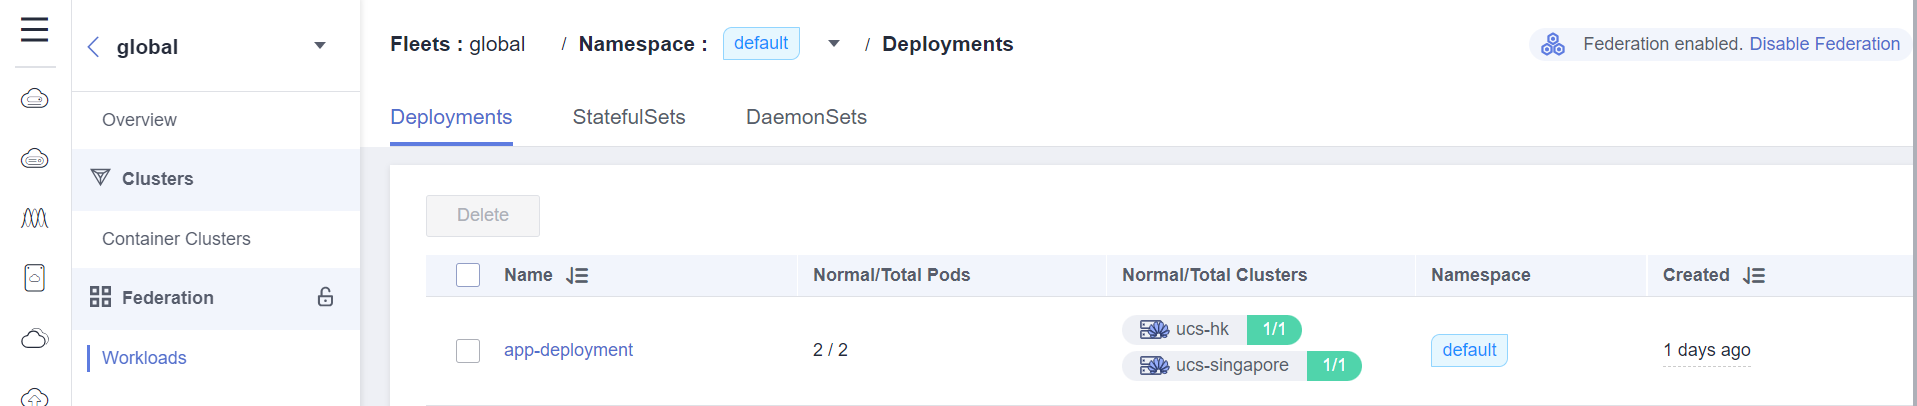 global
Fleets : global / Namespace : default / Deployments
Federation enabled. Disable Federation
Overview
Clusters
Container Clusters
Federation
Workloads
Deployments StatefulSets DaemonSets
Delete
Name Normal/Total Pods Normal/Total Clusters Namespace Created
app-deployment 2 / 2 ucs-hk 1/1 default 1 days ago
ucs-singapore 1/1